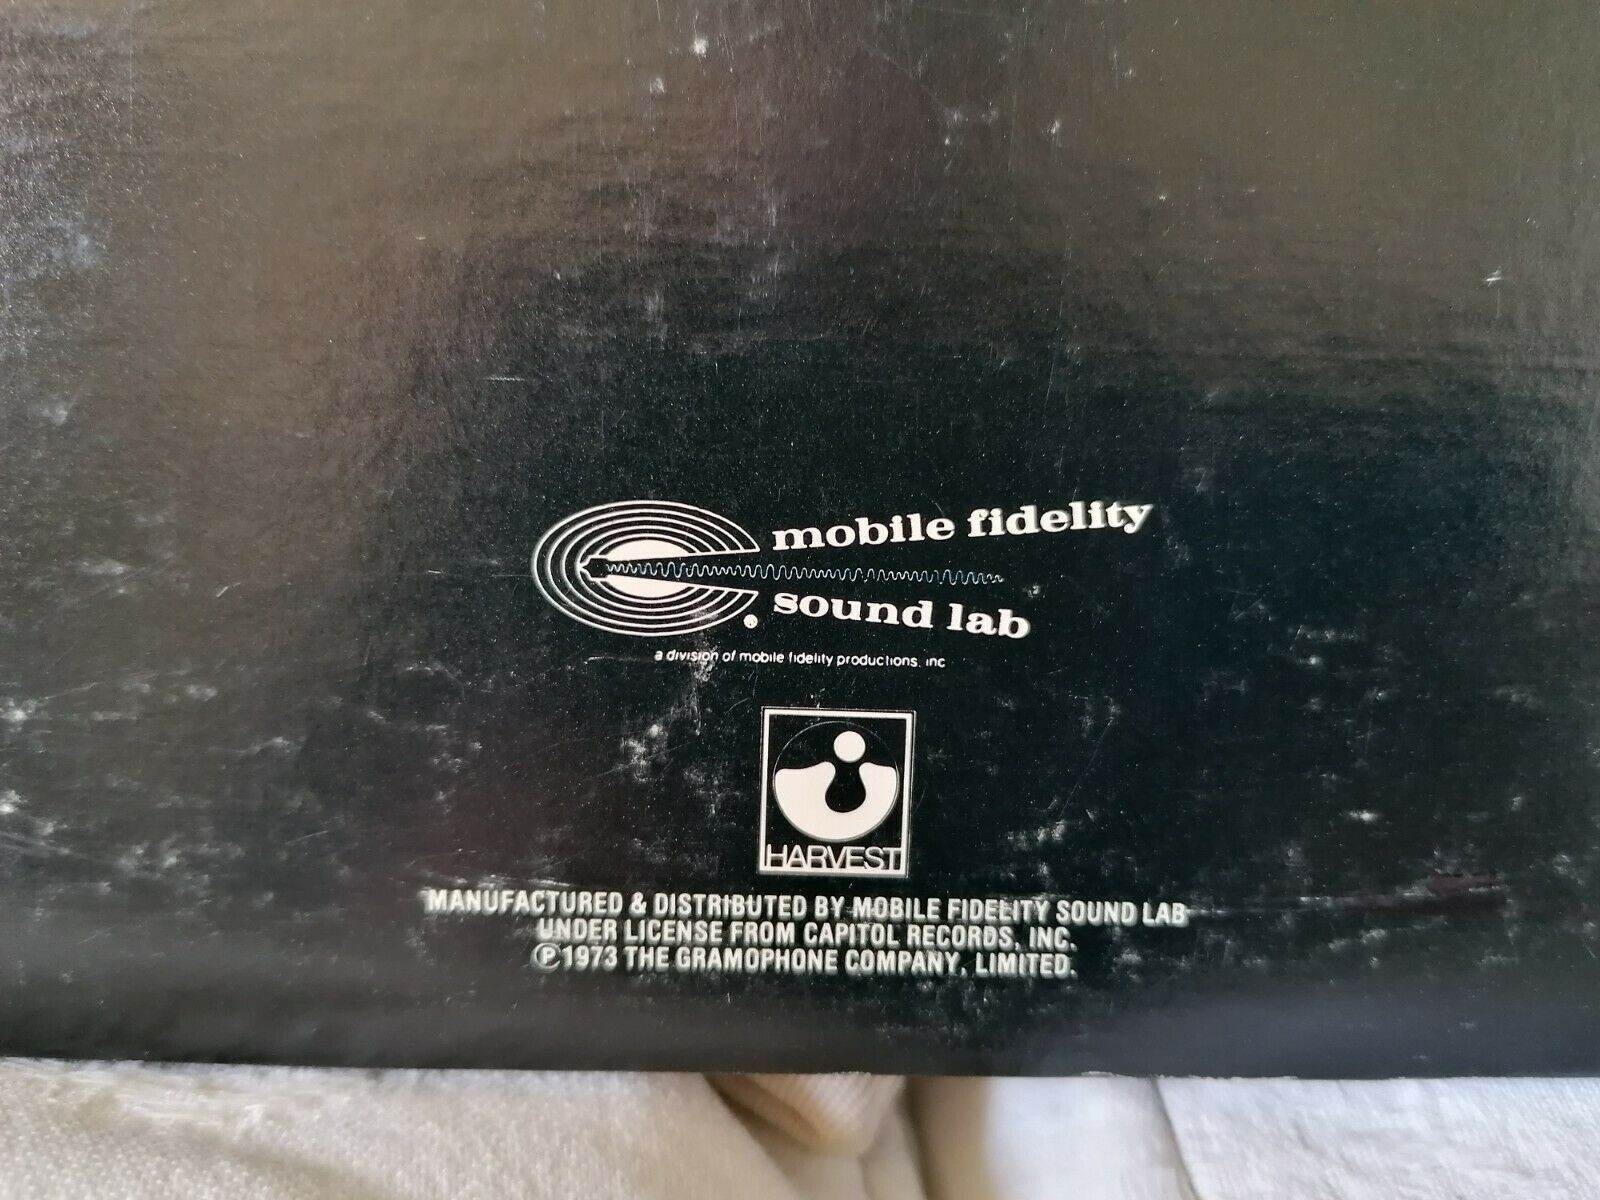 mobile fidelity
sound lab
®
a division of mobile fidelity productions, inc
HARVEST
MANUFACTURED & DISTRIBUTED BY MOBILE FIDELITY SOUND LAB
UNDER LICENSE FROM CAPITOL RECORDS, INC.
℗1973 THE GRAMOPHONE COMPANY, LIMITED.